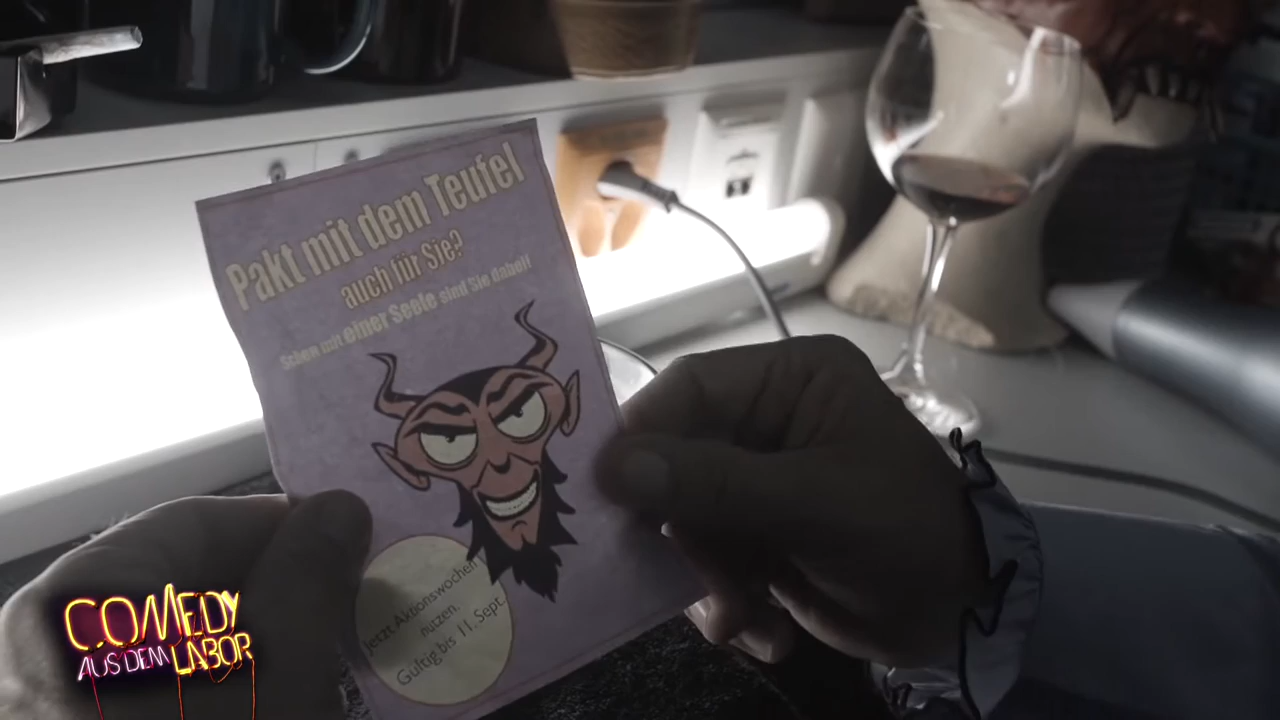 Pakt mit dem Teufel
auch für Sie?
Schon mit einer Seele sind Sie dabei!
Jetzt Aktionswochen
nutzen.
Gültig bis 11. Sept.
COMEDY
AUS DEM LABOR